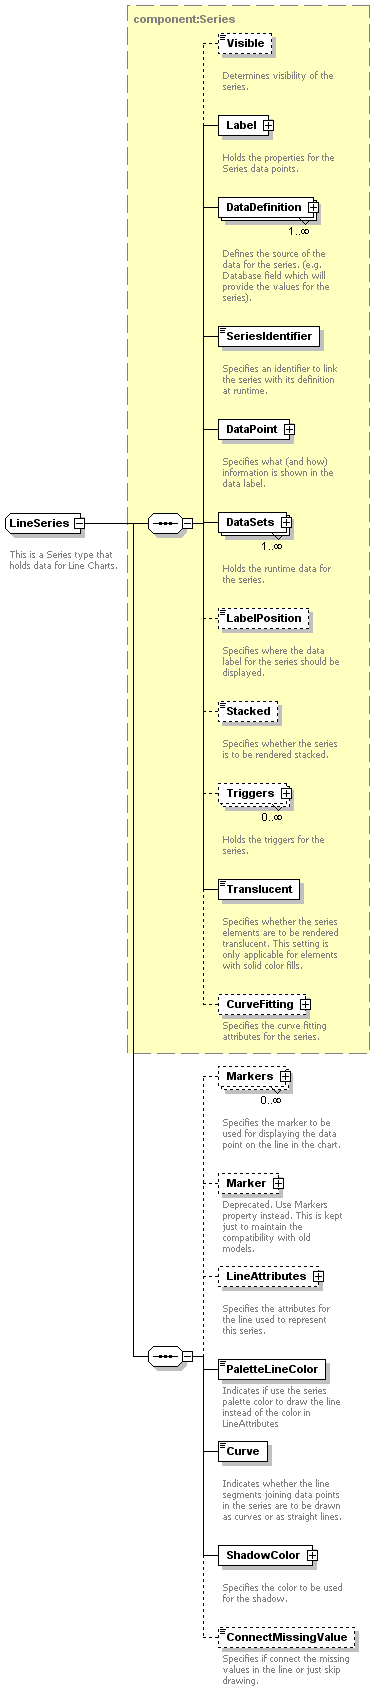 component:Series
Visible
Determines visibility of the
series.
Label
Holds the properties for the
Series data points.
DataDefinition
1..∞
Defines the source of the
data for the series. (e.g.
Database field which will
provide the values for the
series).
SeriesIdentifier
Specifies an identifier to link
the series with its definition
at runtime.
DataPoint
Specifies what (and how)
information is shown in the
data label.
LineSeries
This is a Series type that
holds data for Line Charts.
DataSets
1..∞
Holds the runtime data for
the series.
LabelPosition
Specifies where the data
label for the series should be
displayed.
Stacked
Specifies whether the series
is to be rendered stacked.
Triggers
0..∞
Holds the triggers for the
series.
Translucent
Specifies whether the series
elements are to be rendered
translucent. This setting is
only applicable for elements
with solid color fills.
CurveFitting
Specifies the curve fitting
attributes for the series.
Markers
0..∞
Specifies the marker to be
used for displaying the data
point on the line in the chart.
Marker
Deprecated. Use Markers
property instead. This is kept
just to maintain the
compatibility with old
models.
LineAttributes
Specifies the attributes for
the line used to represent
this series.
PaletteLineColor
Indicates if use the series
palette color to draw the line
instead of the color in
LineAttributes
Curve
Indicates whether the line
segments joining data points
in the series are to be drawn
as curves or as straight lines.
ShadowColor
Specifies the color to be used
for the shadow.
ConnectMissingValue
Specifies if connect the missing
values in the line or just skip
drawing.